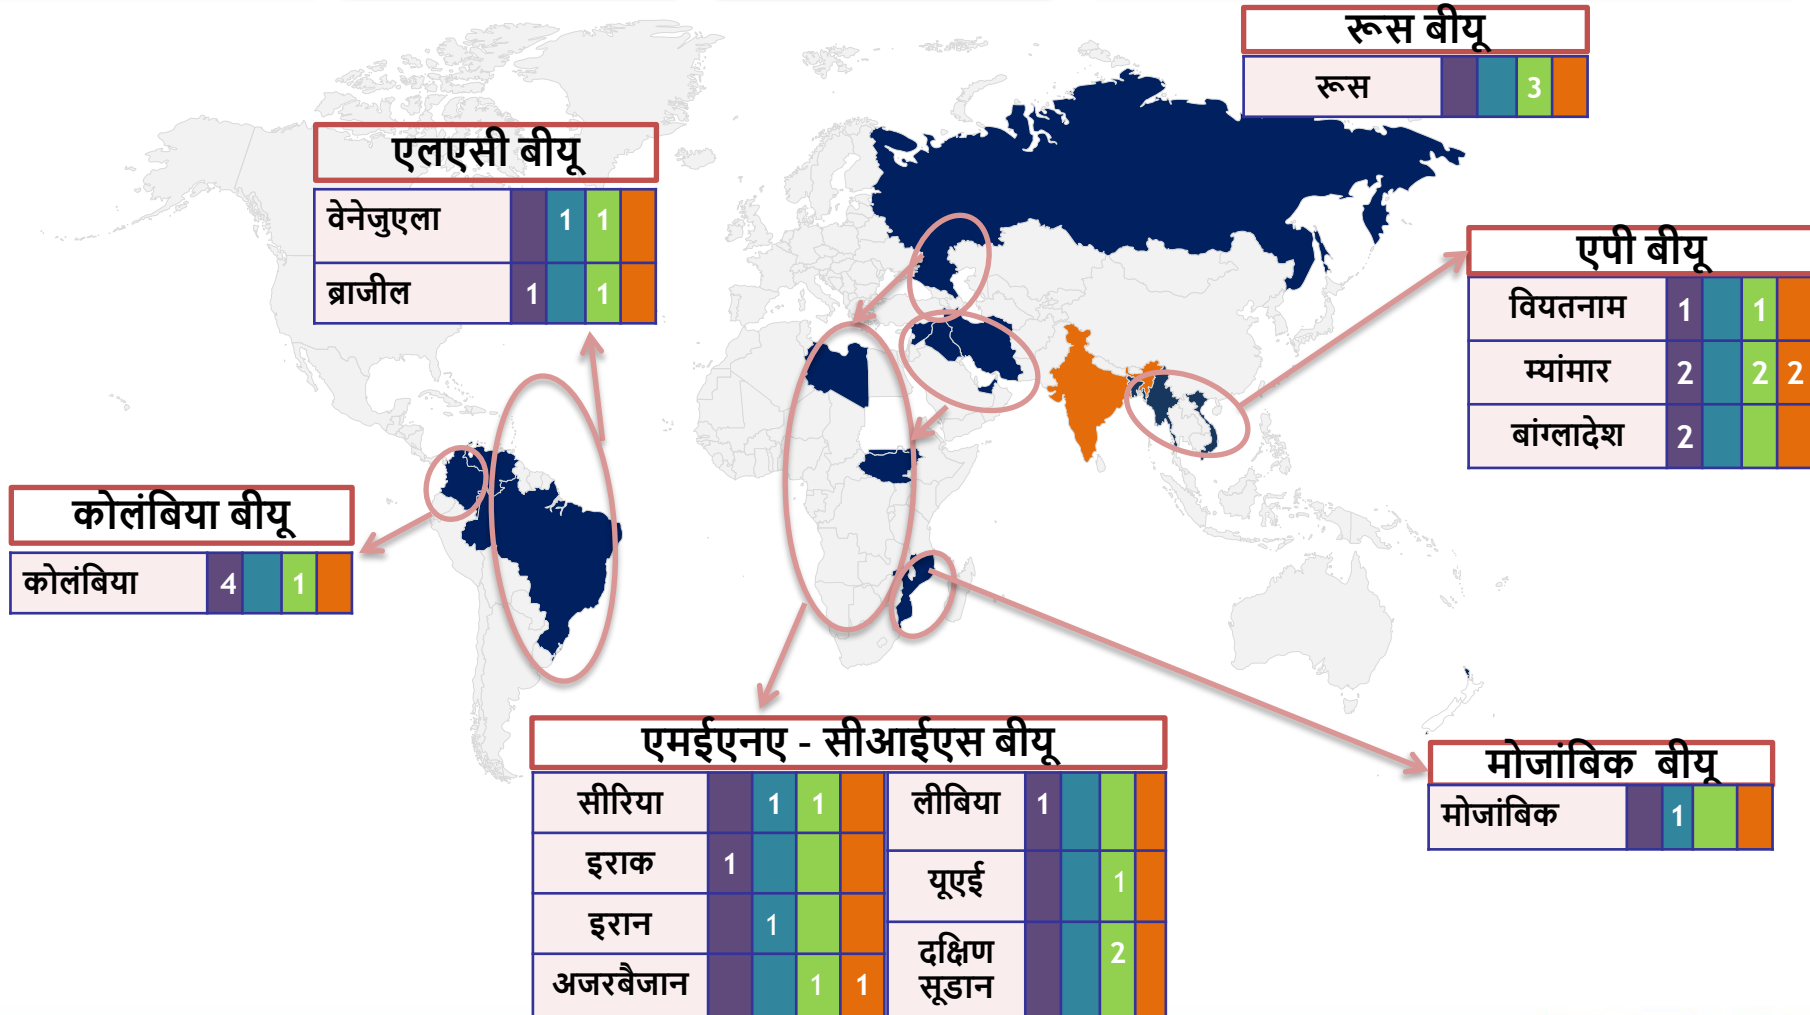 रूस बीयू
रूस 3
एलएसी बीयू
वेनेजुएला 1 1
ब्राजील 1 1
एपी बीयू
वियतनाम 1 1
म्यांमार 2 2 2
बांग्लादेश 2
कोलंबिया बीयू
कोलंबिया 4 1
एमईएनए - सीआईएस बीयू
सीरिया 1 1
इराक 1
इरान 1
अजरबैजान 1 1
लीबिया 1
यूएई 1
दक्षिण 2
सूडान
मोजांबिक बीयू
मोजांबिक 1